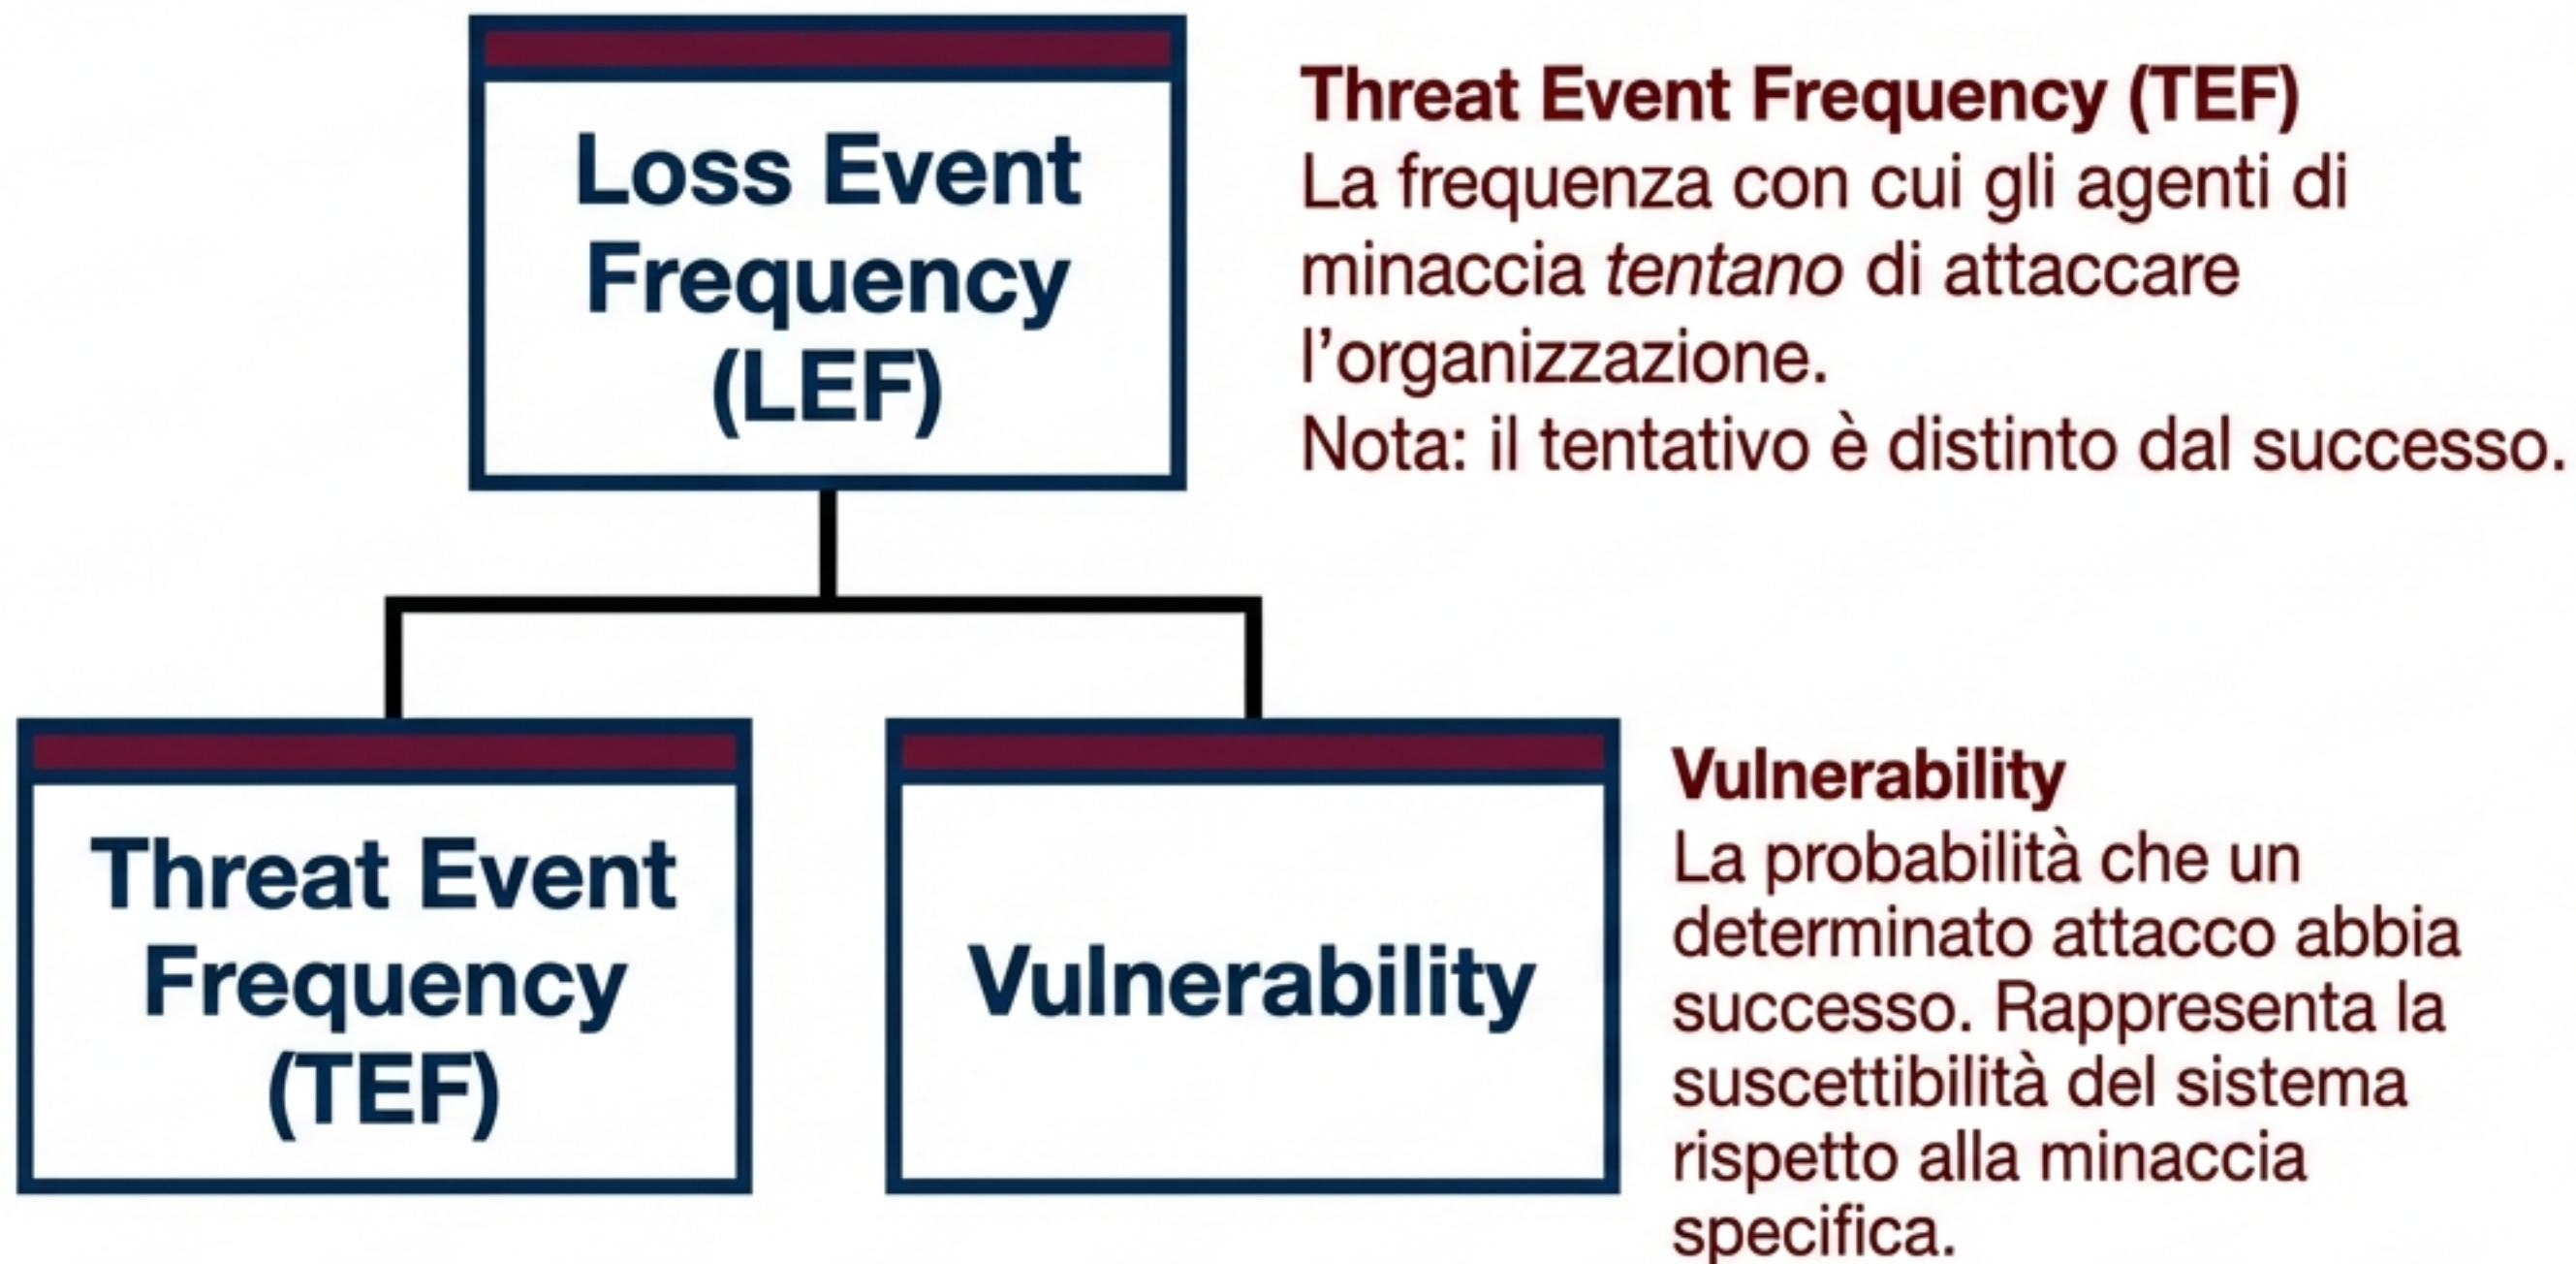 Loss Event
Frequency
(LEF)
Threat Event Frequency (TEF)
La frequenza con cui gli agenti di
minaccia tentano di attaccare
l’organizzazione.
Nota: il tentativo è distinto dal successo.
Threat Event
Frequency
(TEF)
Vulnerability
Vulnerability
La probabilità che un
determinato attacco abbia
successo. Rappresenta la
suscettibilità del sistema
rispetto alla minaccia
specifica.